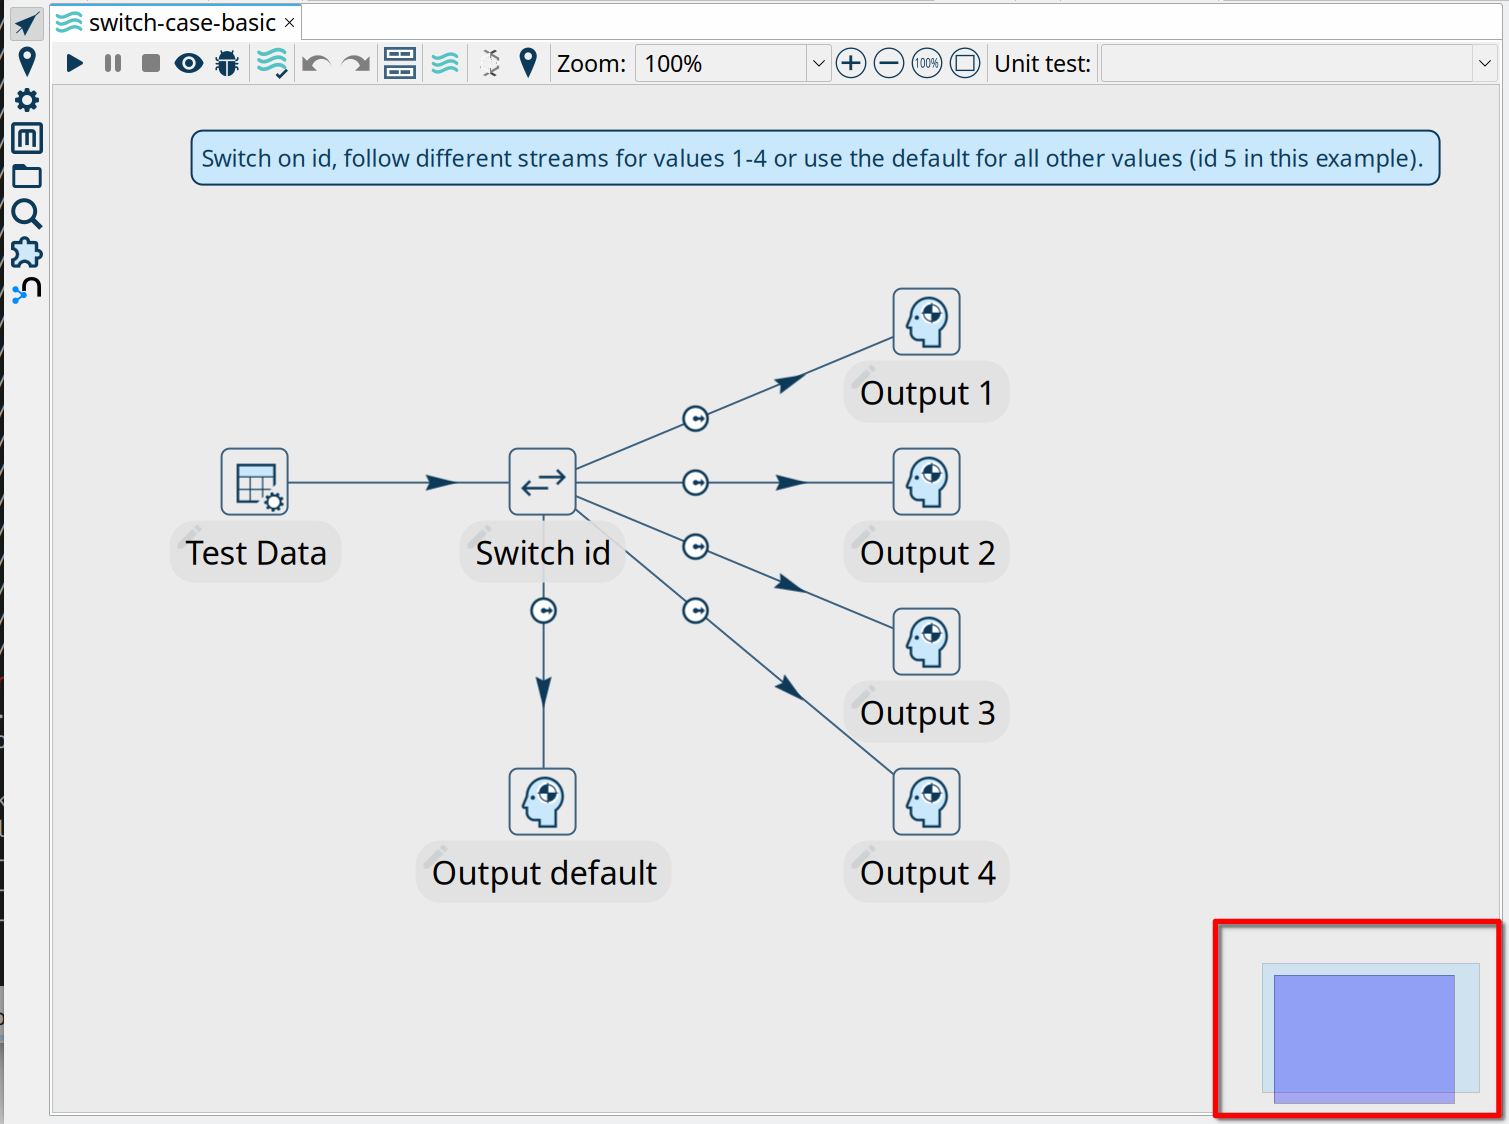 switch-case-basic ×
Zoom: 100% 100% Unit test:
Switch on id, follow different streams for values 1-4 or use the default for all other values (id 5 in this example).
Output 1
Test Data
Switch id
Output 2
Output 3
Output default
Output 4